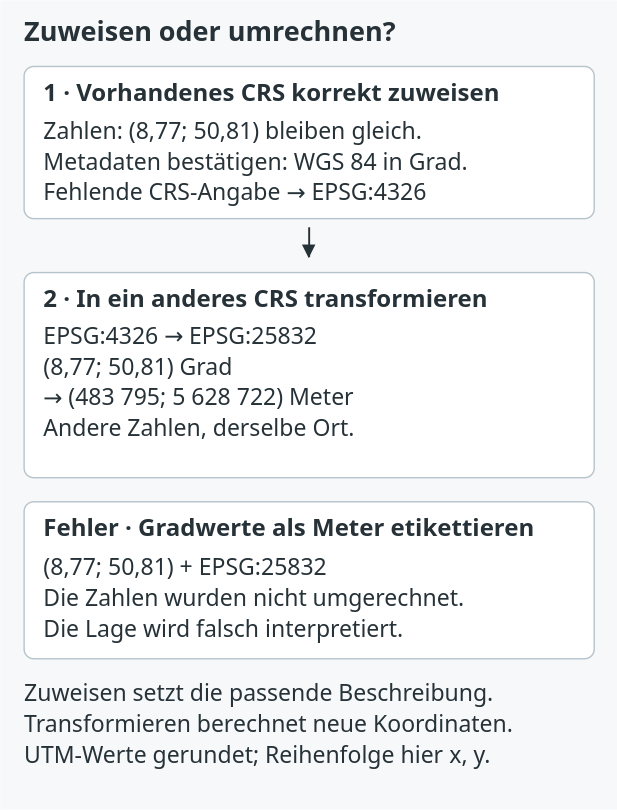 Zuweisen oder umrechnen?
1 · Vorhandenes CRS korrekt zuweisen
Zahlen: (8,77; 50,81) bleiben gleich.
Metadaten bestätigen: WGS 84 in Grad.
Fehlende CRS-Angabe → EPSG:4326
2 · In ein anderes CRS transformieren
EPSG:4326 → EPSG:25832
(8,77; 50,81) Grad
→ (483 795; 5 628 722) Meter
Andere Zahlen, derselbe Ort.
Fehler · Gradwerte als Meter etikettieren
(8,77; 50,81) + EPSG:25832
Die Zahlen wurden nicht umgerechnet.
Die Lage wird falsch interpretiert.
Zuweisen setzt die passende Beschreibung.
Transformieren berechnet neue Koordinaten.
UTM-Werte gerundet; Reihenfolge hier x, y.